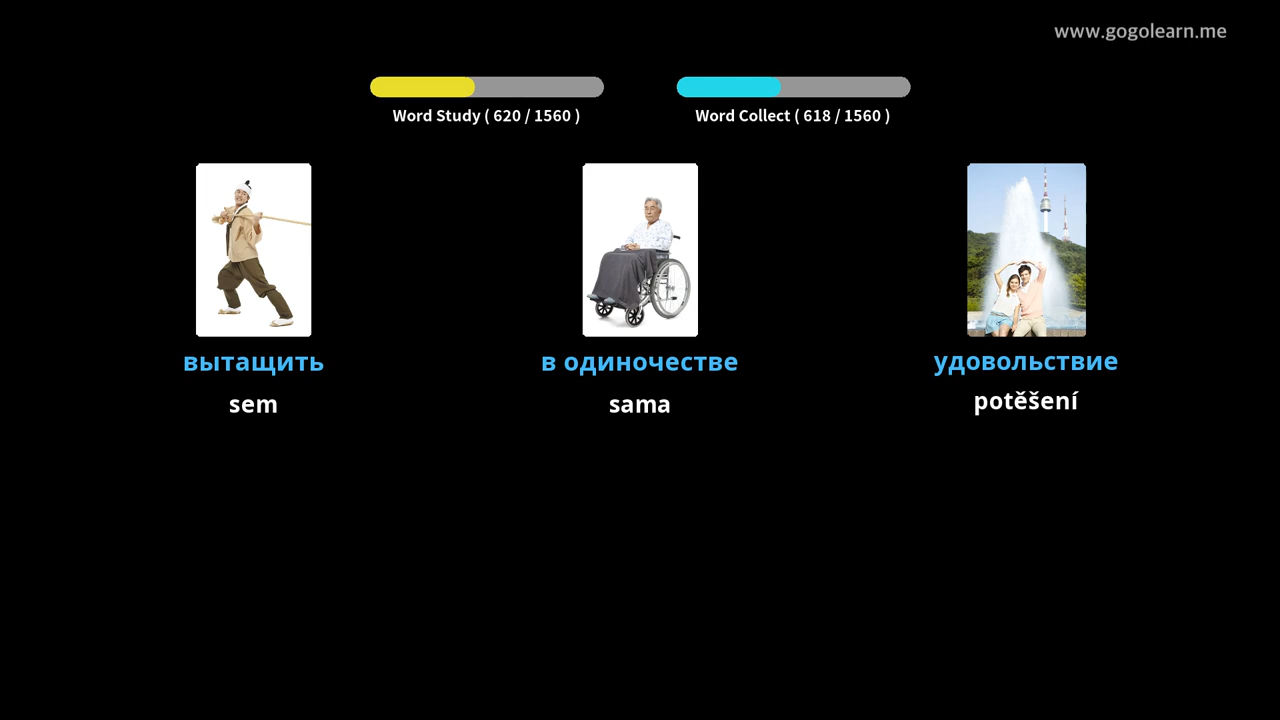 www.gogolearn.me
Word Study ( 620 / 1560 )
Word Collect ( 618 / 1560 )
вытащить
в одиночестве
удовольствие
sem
sama
potěšení